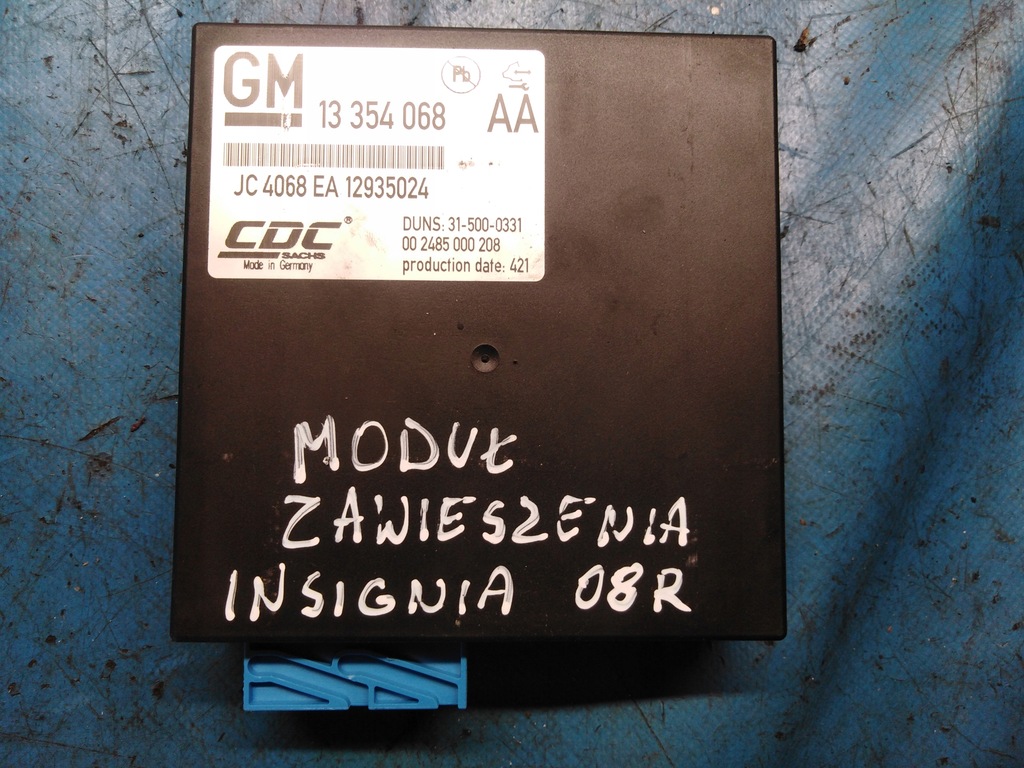 GM
Pb
13 354 068 AA
JC 4068 EA 12935024
CDC®
SACHS
Made in Germany
DUNS: 31-500-0331
00 2485 000 208
production date: 421
MODUŁ
ZAWIESZENIA
INSIGNIA 08R